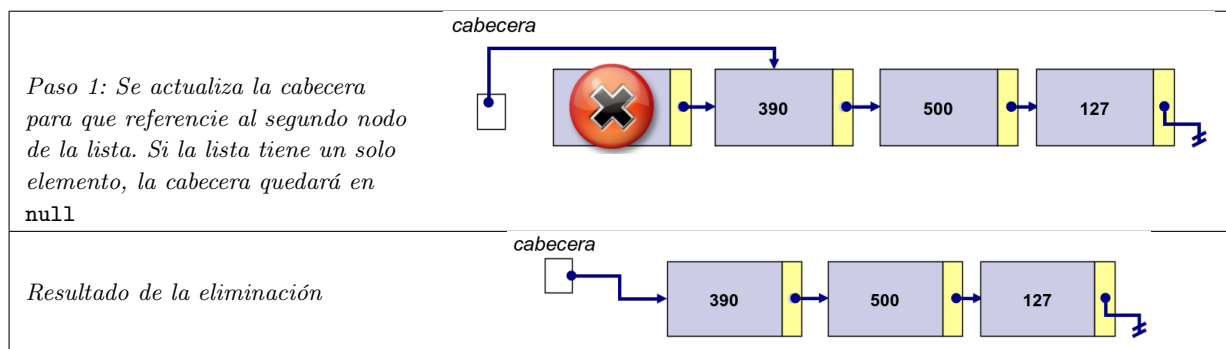 cabecera
Paso 1: Se actualiza la cabecera
para que referencie al segundo nodo
de la lista. Si la lista tiene un solo
elemento, la cabecera quedará en
null
390
500
127
cabecera
Resultado de la eliminación
390
500
127